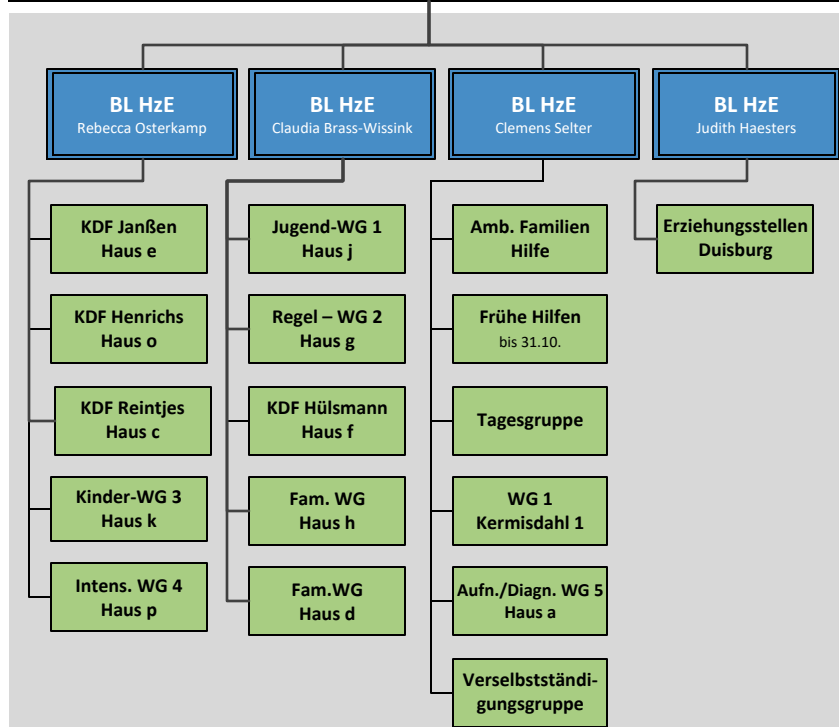 BL HzE
Rebecca Osterkamp
BL HzE
Claudia Brass-Wissink
BL HzE
Clemens Selter
BL HzE
Judith Haesters
KDF Janßen
Haus e
KDF Henrichs
Haus o
KDF Reintjes
Haus c
Kinder-WG 3
Haus k
Intens. WG 4
Haus p
Jugend-WG 1
Haus j
Regel – WG 2
Haus g
KDF Hülsmann
Haus f
Fam. WG
Haus h
Fam.WG
Haus d
Amb. Familien
Hilfe
Frühe Hilfen
bis 31.10.
Tagesgruppe
WG 1
Kermisdahl 1
Aufn./Diagn. WG 5
Haus a
Verselbstständi-
gungsgruppe
Erziehungsstellen
Duisburg